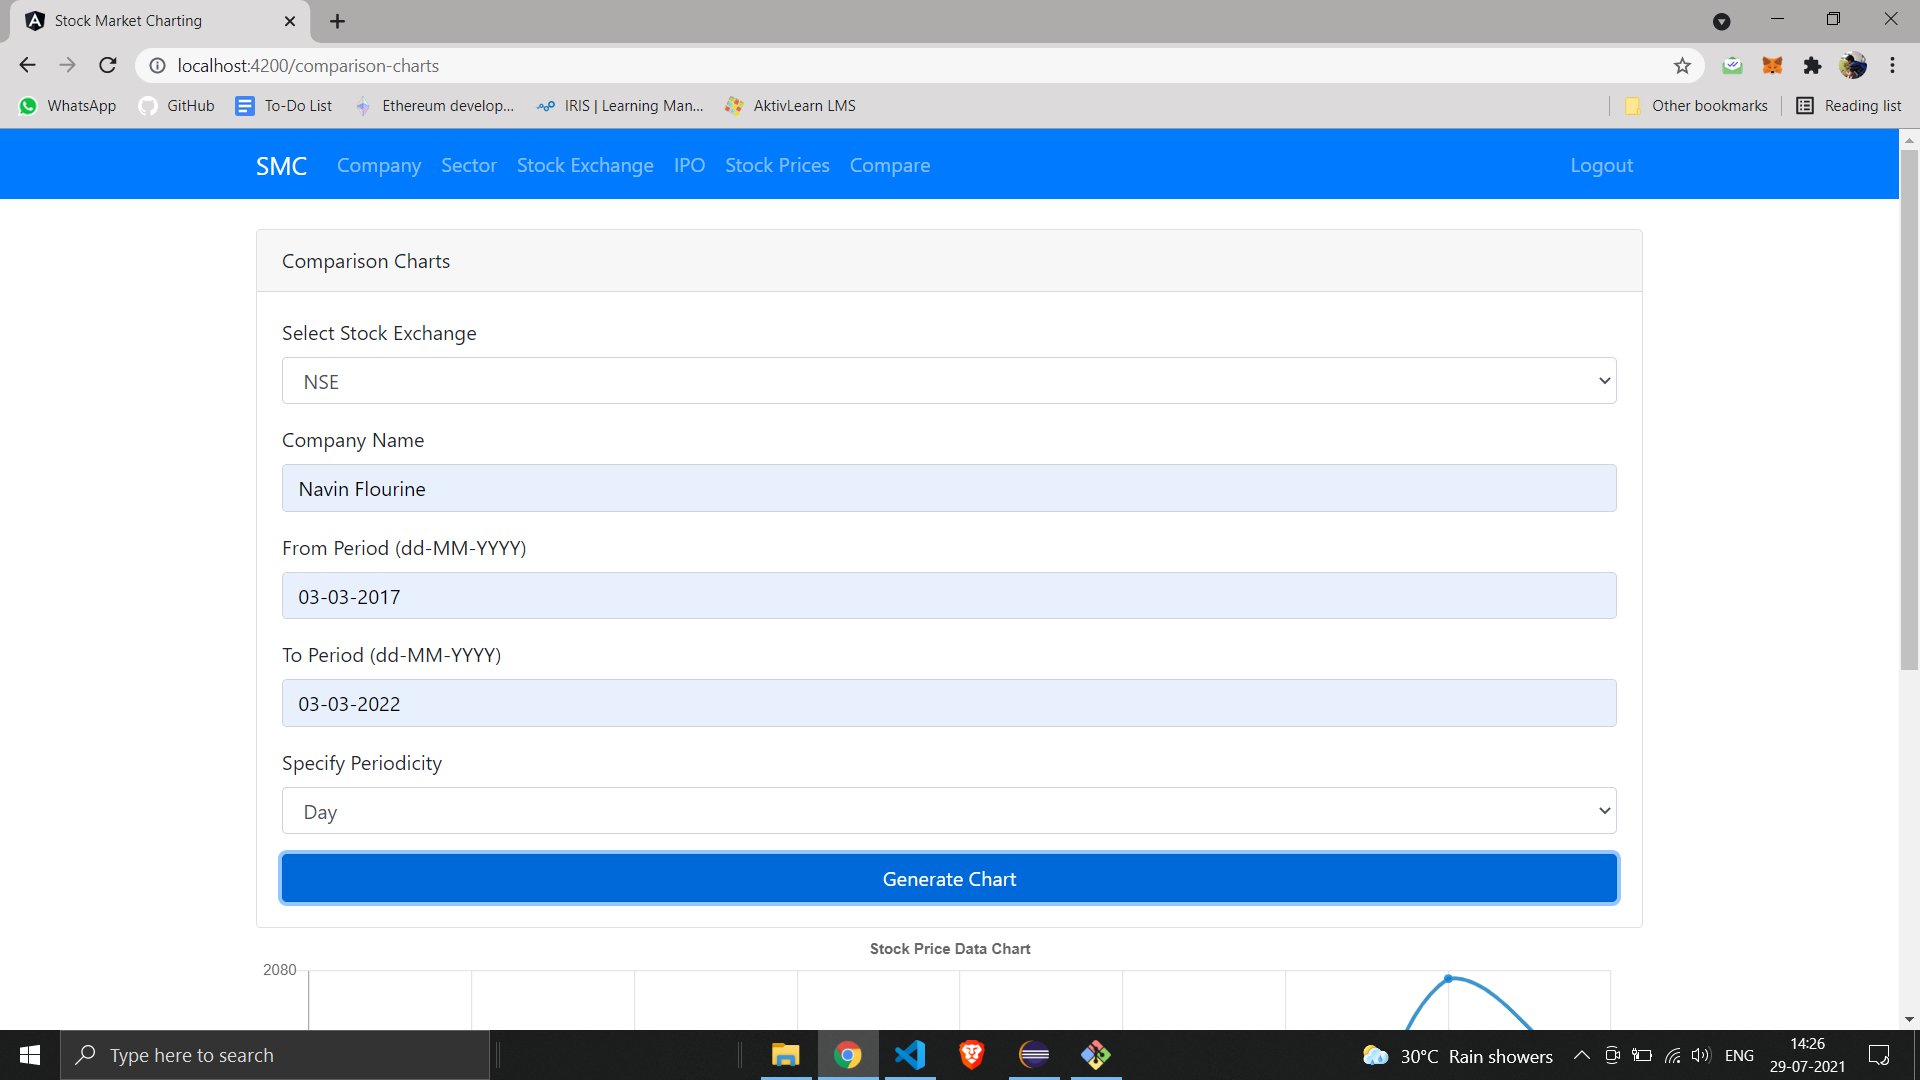 Stock Market Charting
localhost:4200/comparison-charts
WhatsApp GitHub To-Do List Ethereum develop... IRIS | Learning Man... AktivLearn LMS Other bookmarks Reading list
SMC Company Sector Stock Exchange IPO Stock Prices Compare Logout
Comparison Charts
Select Stock Exchange
NSE
Company Name
Navin Flourine
From Period (dd-MM-YYYY)
03-03-2017
To Period (dd-MM-YYYY)
03-03-2022
Specify Periodicity
Day
Generate Chart
Stock Price Data Chart
2080
Type here to search
30°C Rain showers
ENG
14:26
29-07-2021